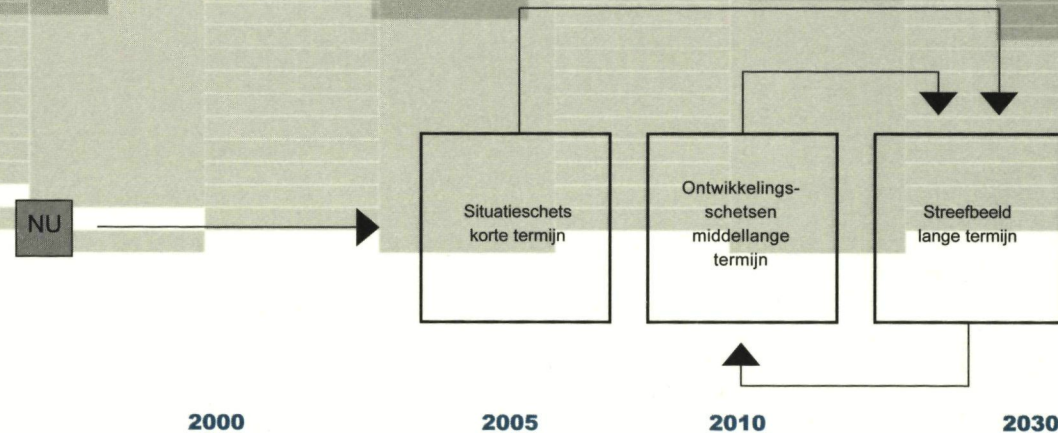 NU
Situatieschets
korte termijn
Ontwikkelings-
schetsen
middellange
termijn
Streefbeeld
lange termijn
2000
2005
2010
2030